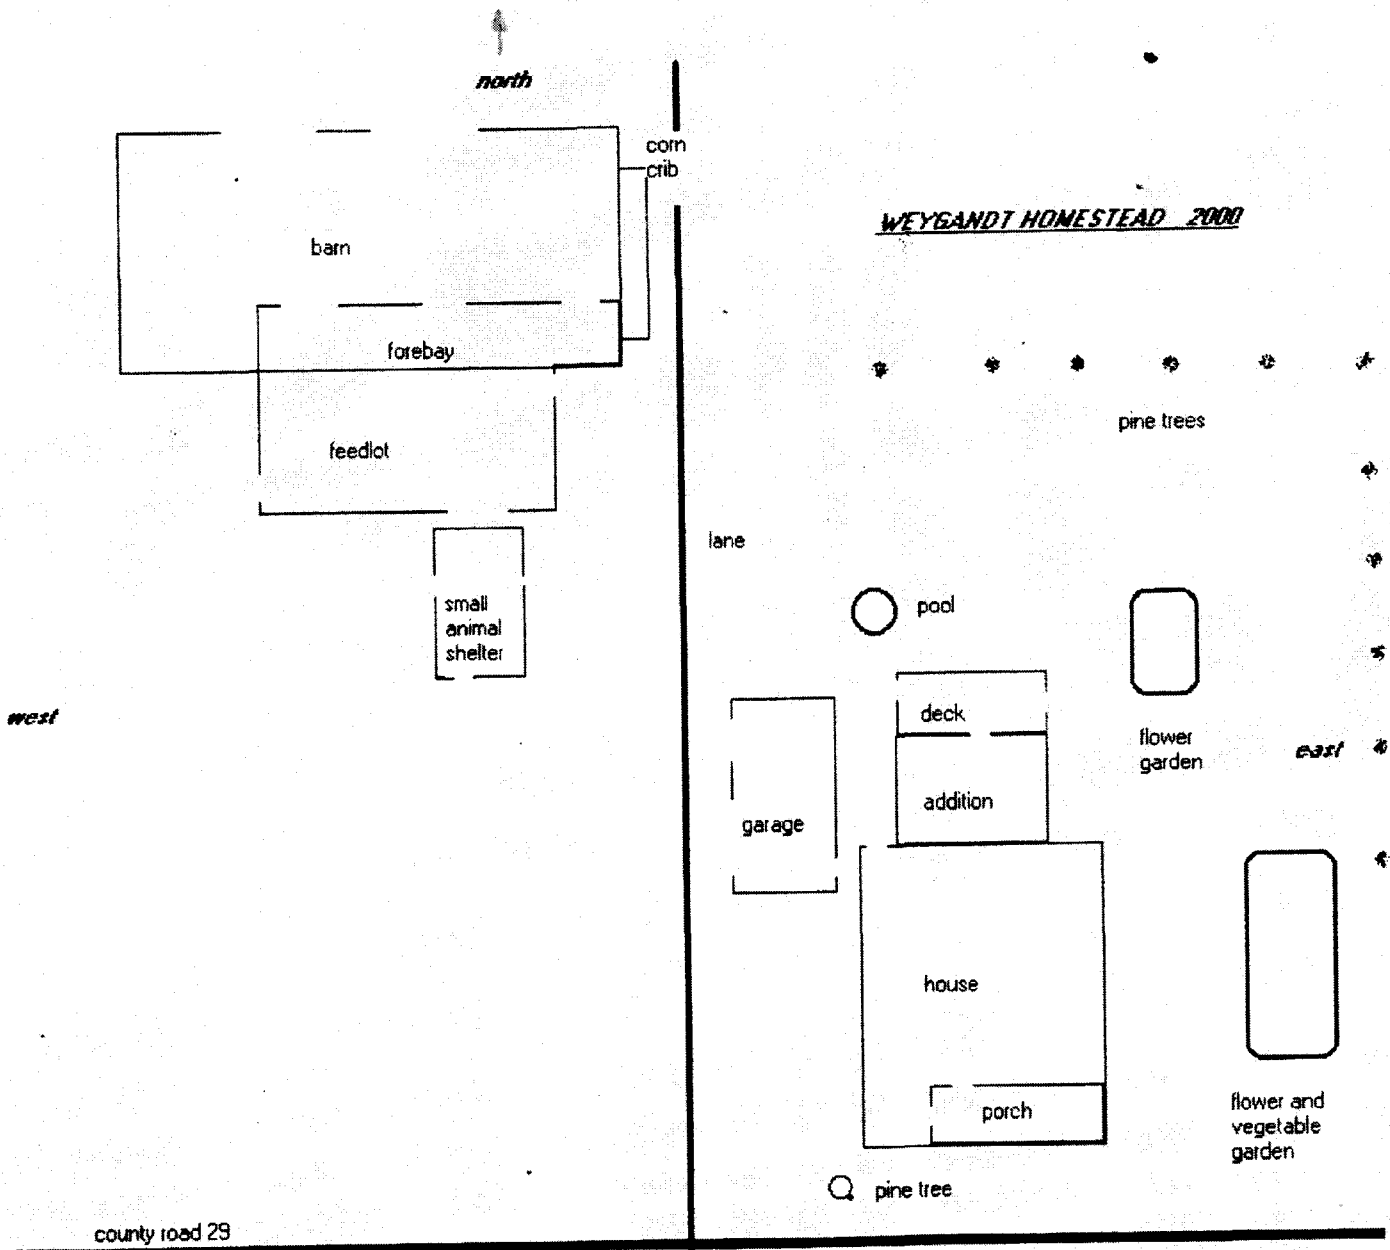 north
corn
crib
WEYGANDT HOMESTEAD 2000
barn
forebay
pine trees
feedlot
lane
small
animal
shelter
pool
west
deck
flower
garden
east
addition
garage
house
porch
flower and
vegetable
garden
pine tree
county road 29